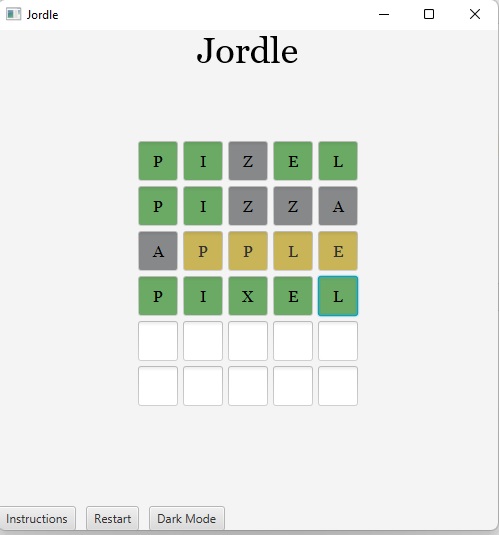 Jordle
Jordle
P I Z E L
P I Z Z A
A P P L E
P I X E L
Instructions Restart Dark Mode